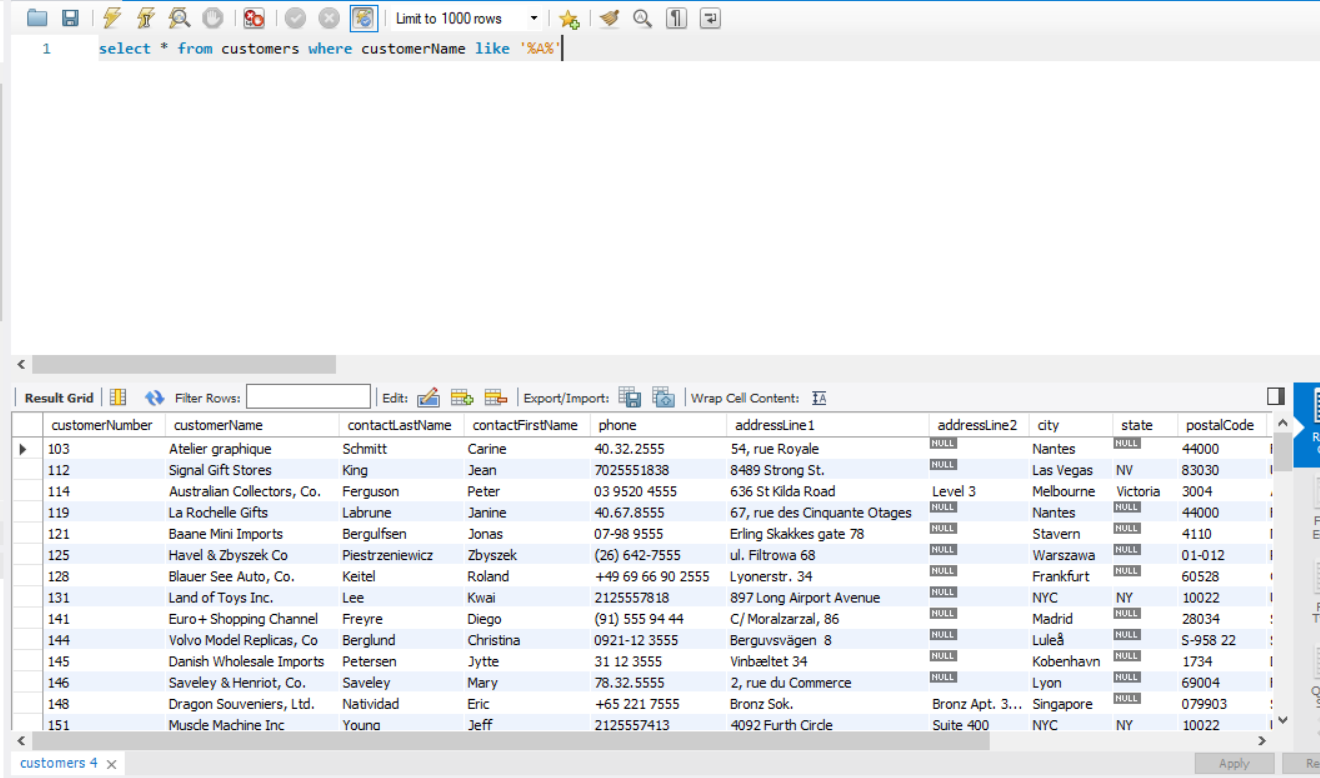 Limit to 1000 rows
1 select * from customers where customerName like '%A%'
Result Grid Filter Rows: Edit: Export/Import: Wrap Cell Content:
customerNumber customerName contactLastName contactFirstName phone addressLine1 addressLine2 city state postalCode
103 Atelier graphique Schmitt Carine 40.32.2555 54, rue Royale NULL Nantes NULL 44000
112 Signal Gift Stores King Jean 7025551838 8489 Strong St. NULL Las Vegas NV 83030
114 Australian Collectors, Co. Ferguson Peter 03 9520 4555 636 St Kilda Road Level 3 Melbourne Victoria 3004
119 La Rochelle Gifts Labrune Janine 40.67.8555 67, rue des Cinquante Otages NULL Nantes NULL 44000
121 Baane Mini Imports Bergulfsen Jonas 07-98 9555 Erling Skakkes gate 78 NULL Stavern NULL 4110
125 Havel & Zbyszek Co Piestrzeniewicz Zbyszek (26) 642-7555 ul. Filtrowa 68 NULL Warszawa NULL 01-012
128 Blauer See Auto, Co. Keitel Roland +49 69 66 90 2555 Lyonerstr. 34 NULL Frankfurt NULL 60528
131 Land of Toys Inc. Lee Kwai 2125557818 897 Long Airport Avenue NULL NYC NY 10022
141 Euro+ Shopping Channel Freyre Diego (91) 555 94 44 C/ Moralzarzal, 86 NULL Madrid NULL 28034
144 Volvo Model Replicas, Co Berglund Christina 0921-12 3555 Berguvsvägen 8 NULL Luleå NULL S-958 22
145 Danish Wholesale Imports Petersen Jytte 31 12 3555 Vinbæltet 34 NULL Kobenhavn NULL 1734
146 Saveley & Henriot, Co. Saveley Mary 78.32.5555 2, rue du Commerce NULL Lyon NULL 69004
148 Dragon Souveniers, Ltd. Natividad Eric +65 221 7555 Bronz Sok. Bronz Apt. 3... Singapore NULL 079903
151 Muscle Machine Inc Young Jeff 2125557413 4092 Furth Circle Suite 400 NYC NY 10022
customers 4
Apply